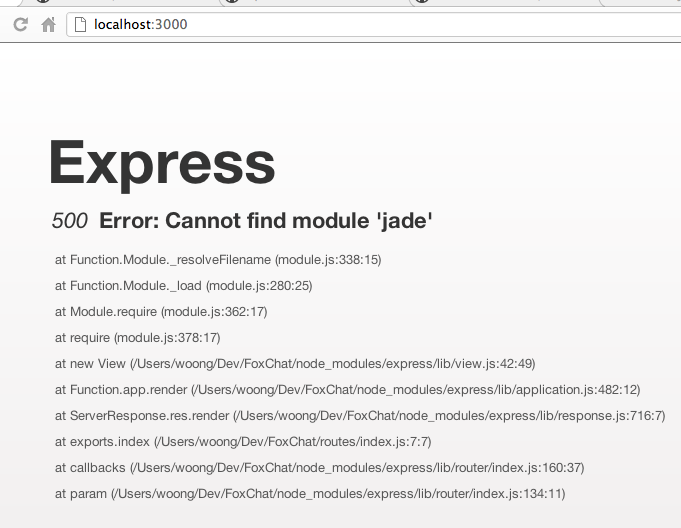 localhost:3000
Express
500 Error: Cannot find module 'jade'
at Function.Module._resolveFilename (module.js:338:15)
at Function.Module._load (module.js:280:25)
at Module.require (module.js:362:17)
at require (module.js:378:17)
at new View (/Users/woong/Dev/FoxChat/node_modules/express/lib/view.js:42:49)
at Function.app.render (/Users/woong/Dev/FoxChat/node_modules/express/lib/application.js:482:12)
at ServerResponse.res.render (/Users/woong/Dev/FoxChat/node_modules/express/lib/response.js:716:7)
at exports.index (/Users/woong/Dev/FoxChat/routes/index.js:7:7)
at callbacks (/Users/woong/Dev/FoxChat/node_modules/express/lib/router/index.js:160:37)
at param (/Users/woong/Dev/FoxChat/node_modules/express/lib/router/index.js:134:11)